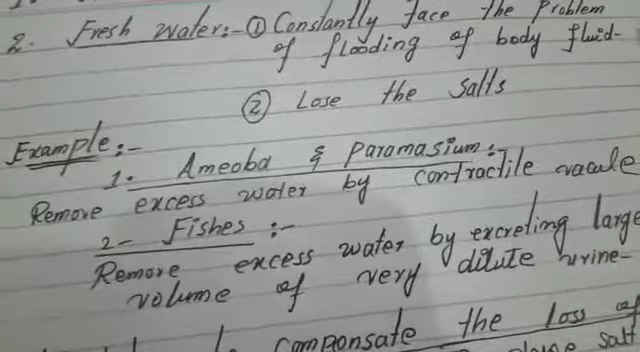 2. Fresh water:- ① Constantly face the Problem
of flooding of body fluid-
② Lose the salts
Example:-
1. Ameoba & Paramasium:-
Remove excess water by contractile vacule
2- Fishes :-
Remove excess water by excreting large
volume of very dilute urine-
Componsate the loss of
salt